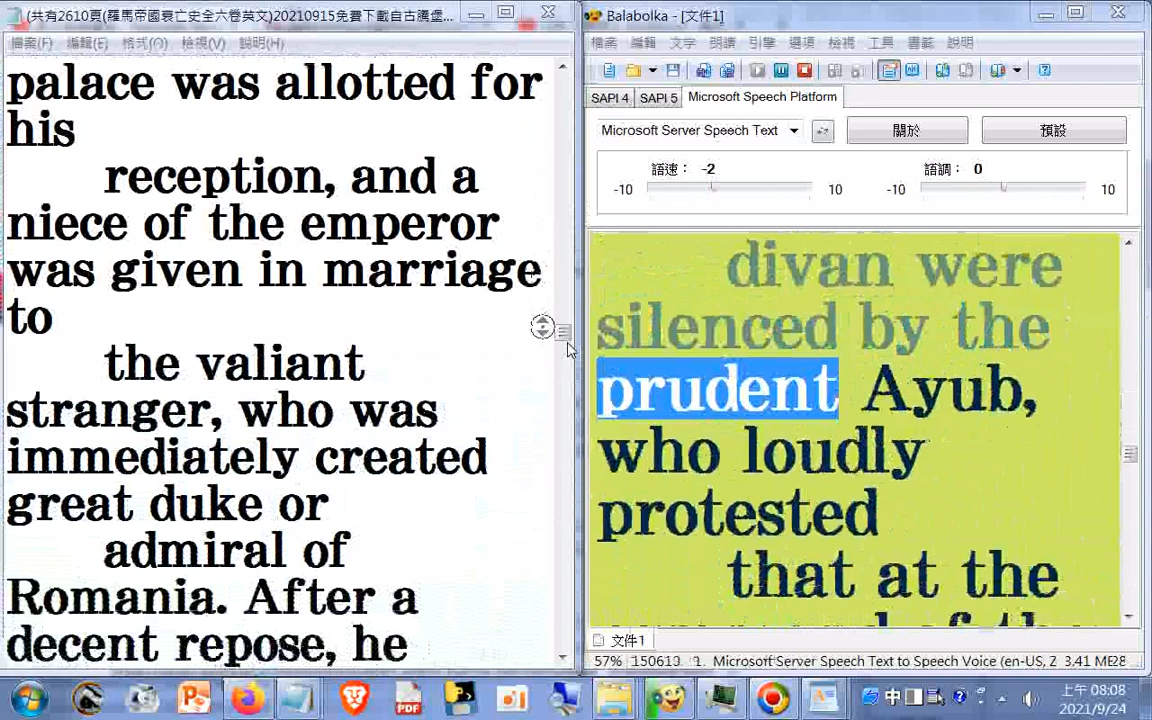 (共有2610頁(羅馬帝國衰亡史全六卷英文)20210915免費下載自古騰堡...
檔案(F) 編輯(E) 格式(O) 檢視(V) 說明(H)
palace was allotted for
his
reception, and a
niece of the emperor
was given in marriage
to
the valiant
stranger, who was
immediately created
great duke or
admiral of
Romania. After a
decent repose, he
Balabolka - [文件1]
檔案 編輯 文字 朗讀 引擎 選項 檢視 工具 書籤 說明
SAPI 4 SAPI 5 Microsoft Speech Platform
Microsoft Server Speech Text 關於 預設
語速: -2 語調: 0
-10 10 -10 10
divan were
silenced by the
prudent Ayub,
who loudly
protested
that at the
文件1
57% 150613 Microsoft Server Speech Text to Speech Voice (en-US, Z 3,41 ME28
中
上午 08:08
2021/9/24